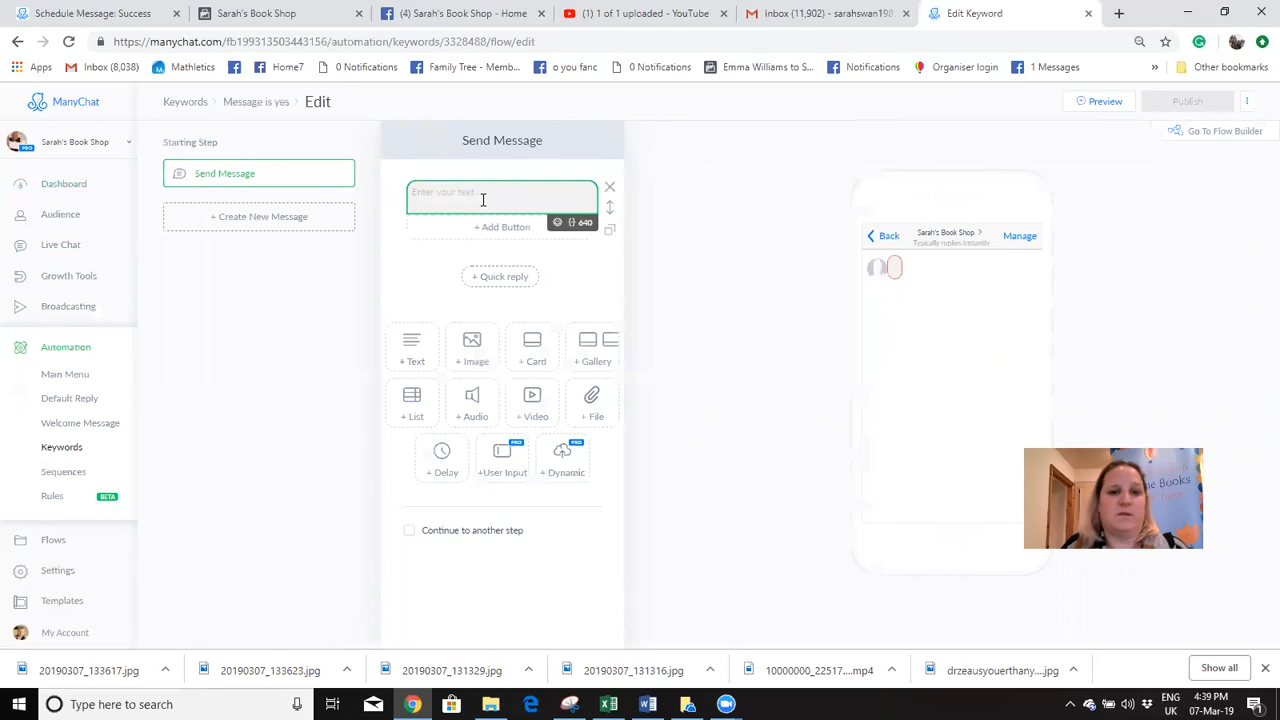 Schedule Message: Success
Sarah's Book Shop
(4) Sarah's Book Shop - Home
(1) 1 of 1 uploaded - YouTube
Inbox (11,902) - sarahswan198
Edit Keyword
https://manychat.com/fb199313503443156/automation/keywords/3328488/flow/edit
Apps
Inbox (8,038)
Mathletics
Home7
0 Notifications
Family Tree - Memb...
o you fanc
0 Notifications
Emma Williams to S...
Notifications
Organiser login
1 Messages
»
Other bookmarks
ManyChat
Keywords
Message is yes
Edit
Preview
Publish
Sarah's Book Shop
PRO
Starting Step
Send Message
Go To Flow Builder
Send Message
+ Create New Message
Enter your text
{} 640
+ Add Button
+ Quick reply
Dashboard
Audience
Live Chat
Growth Tools
Broadcasting
Automation
Main Menu
Default Reply
Welcome Message
Keywords
Sequences
Rules
BETA
Flows
Settings
Templates
My Account
+ Text
+ Image
+ Card
+ Gallery
+ List
+ Audio
+ Video
+ File
PRO
PRO
+ Delay
+User Input
+ Dynamic
Continue to another step
Back
Sarah's Book Shop
Typically replies instantly
Manage
Books
20190307_133617.jpg
20190307_133623.jpg
20190307_131329.jpg
20190307_131316.jpg
10000000_22517....mp4
drzeausyouerthany....jpg
Show all
Type here to search
ENG
4:39 PM
UK
07-Mar-19